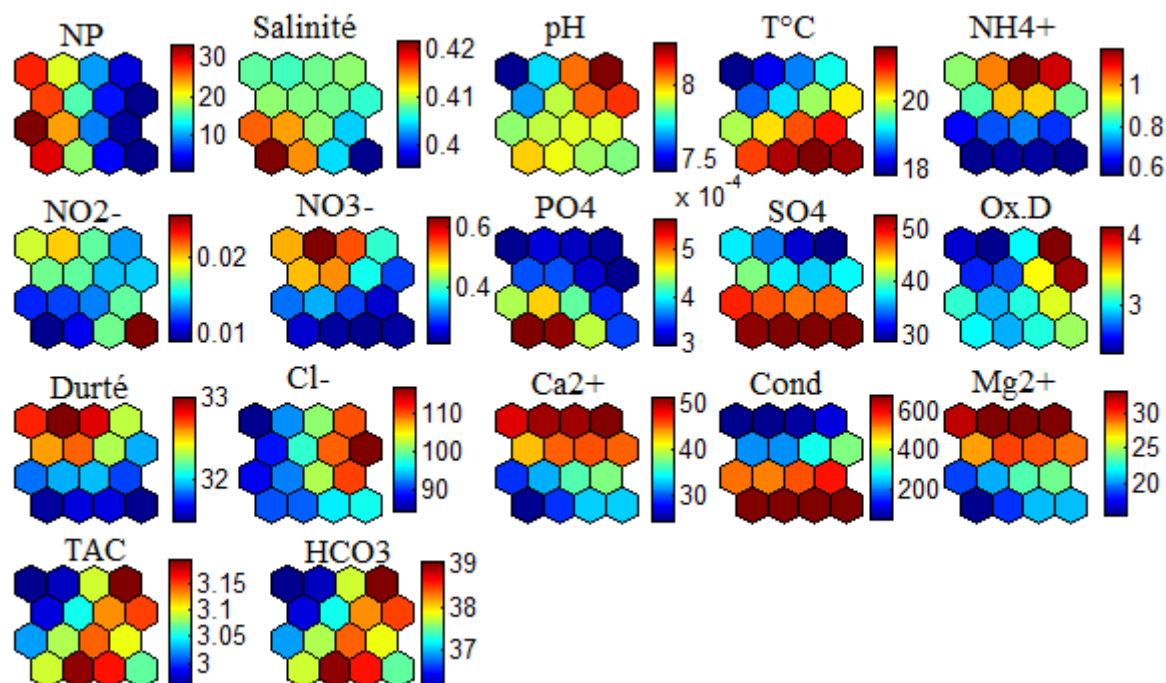 NP
Salinité
pH
T°C
NH4+
30
20
10
0.42
0.41
0.4
8
7.5
20
18
1
0.8
0.6
NO2-
NO3-
PO4
x 10-4
SO4
Ox.D
0.02
0.01
0.6
0.4
5
4
3
50
40
30
4
3
Durté
Cl-
Ca2+
Cond
Mg2+
33
32
110
100
90
50
40
30
600
400
200
30
25
20
TAC
HCO3
3.15
3.1
3.05
3
39
38
37